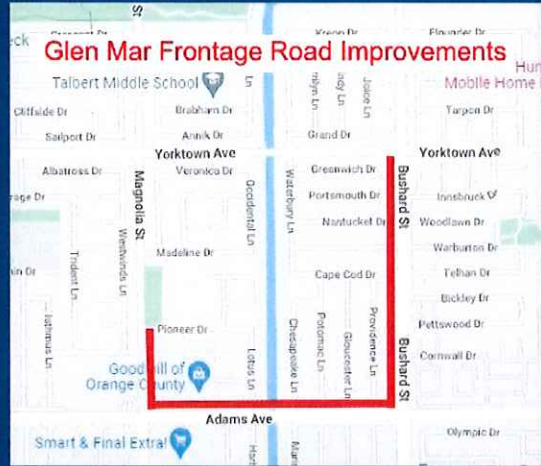 Glen Mar Frontage Road Improvements
Talbert Middle School
Mobile Home
Cliffside Dr
Brabham Dr
Tarpon Dr
Sailport Dr
Annik Dr
Grand Dr
Yorktown Ave
Yorktown Ave
Albatross Dr
Veronica Dr
Greenwich Dr
Magnolia St
Occidental Ln
Waterbury Ln
Joice Ln
Bushard St
Portsmouth Dr
Innsbruck
Nantucket Dr
Woodlawn Dr
Westwinds Ln
Trident Ln
Madeline Dr
Warburton Dr
Cape Cod Dr
Telhan Dr
Bickley Dr
Isthmus Ln
Pioneer Dr
Lotus Ln
Chesapeake Ln
Potomac Ln
Gloucester Ln
Providence Ln
Bushard St
Pettswood Dr
Cornwall Dr
Goodwill of
Orange County
Adams Ave
Olympic Dr
Smart & Final Extra!